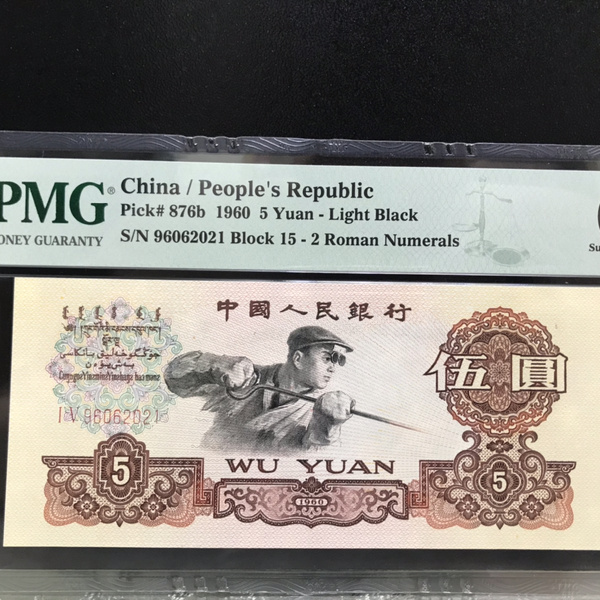 PMG®
ONEY GUARANTY
China / People's Republic
Pick# 876b 1960 5 Yuan - Light Black
S/N 96062021 Block 15 - 2 Roman Numerals
Su
中國人民銀行
I V 96062021
伍圓
5
WU YUAN
5
1960